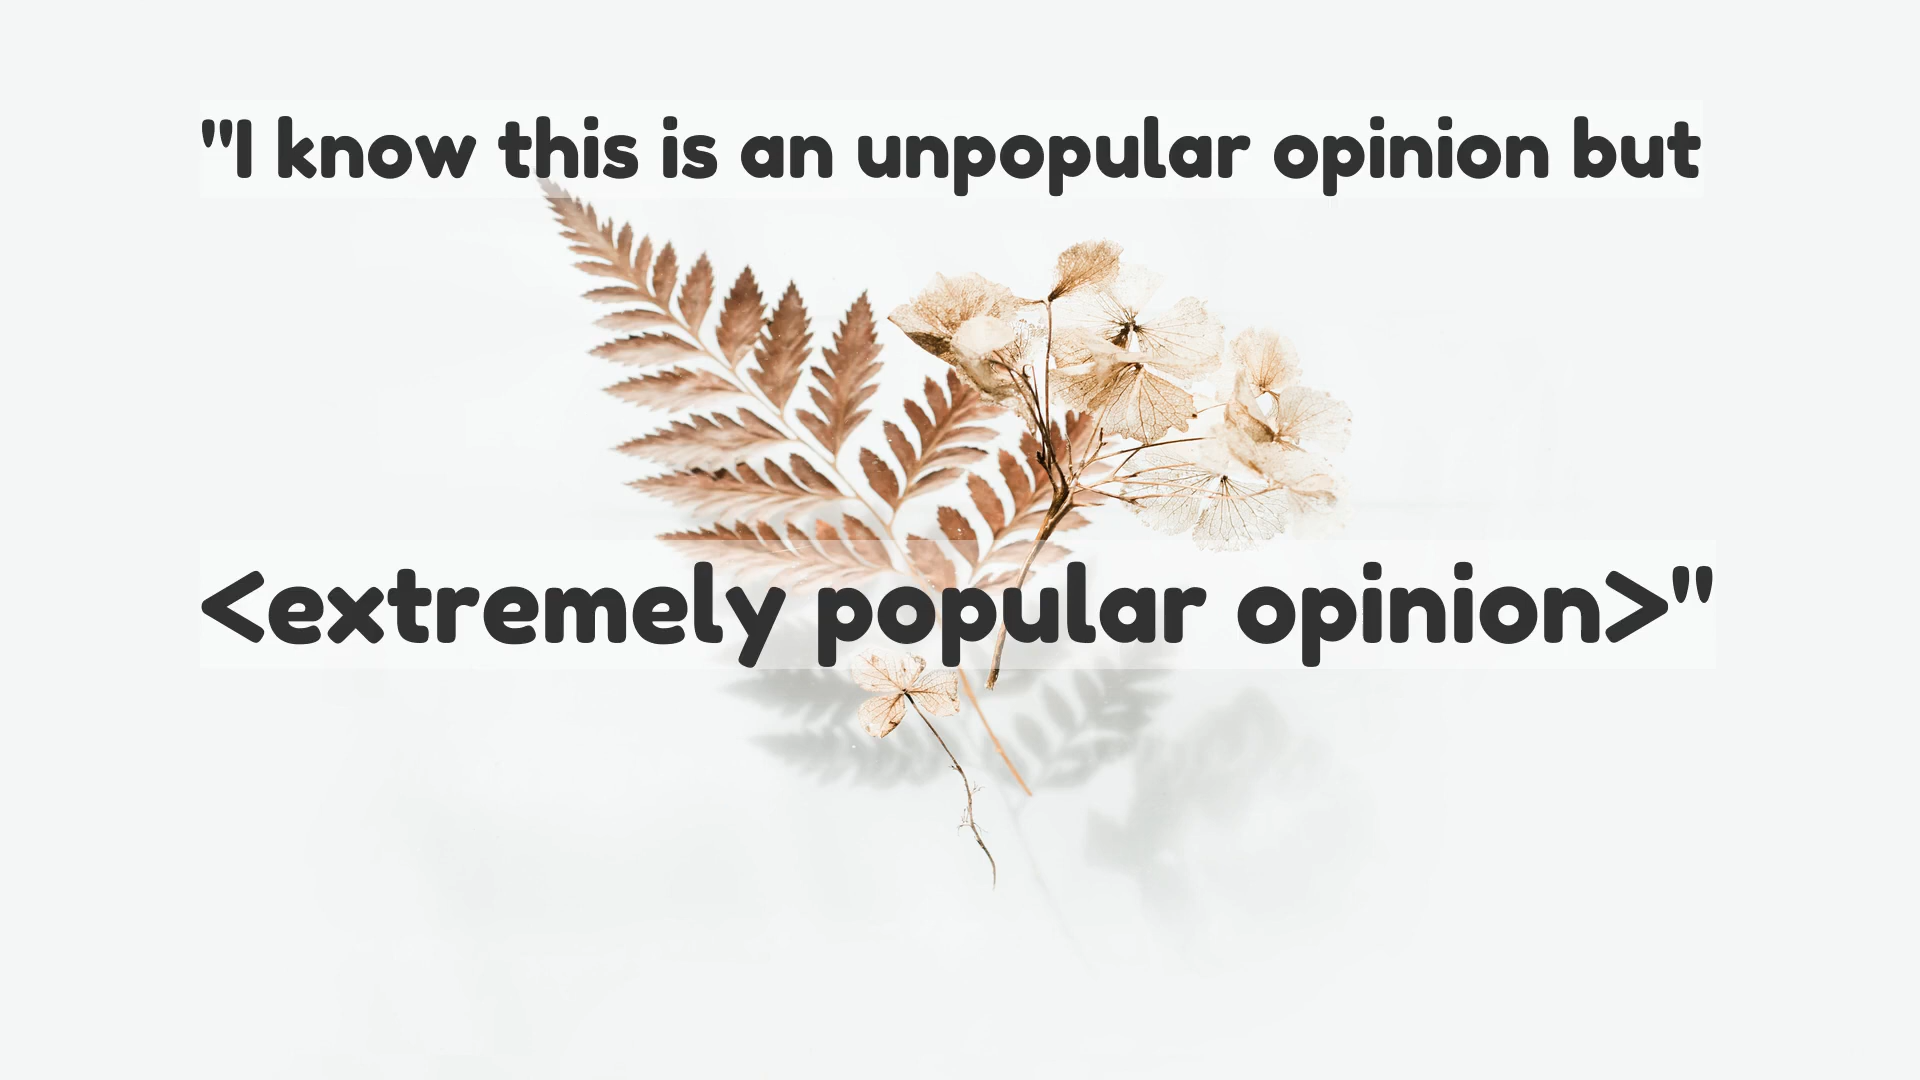 "I know this is an unpopular opinion but
<extremely popular opinion>"